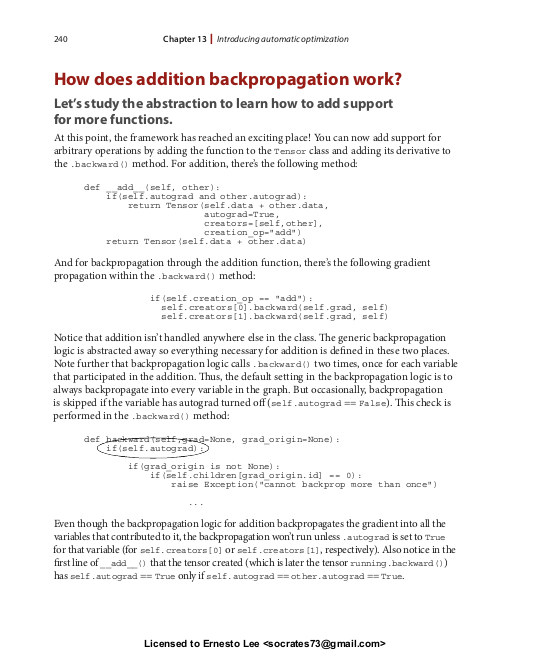 240 Chapter 13 | Introducing automatic optimization
How does addition backpropagation work?
Let's study the abstraction to learn how to add support
for more functions.
At this point, the framework has reached an exciting place! You can now add support for
arbitrary operations by adding the function to the Tensor class and adding its derivative to
the .backward() method. For addition, there's the following method:
def __add__(self, other):
if(self.autograd and other.autograd):
return Tensor(self.data + other.data,
autograd=True,
creators=[self,other],
creation_op="add")
return Tensor(self.data + other.data)
And for backpropagation through the addition function, there's the following gradient
propagation within the .backward() method:
if(self.creation_op == "add"):
self.creators[0].backward(self.grad, self)
self.creators[1].backward(self.grad, self)
Notice that addition isn't handled anywhere else in the class. The generic backpropagation
logic is abstracted away so everything necessary for addition is defined in these two places.
Note further that backpropagation logic calls .backward() two times, once for each variable
that participated in the addition. Thus, the default setting in the backpropagation logic is to
always backpropagate into every variable in the graph. But occasionally, backpropagation
is skipped if the variable has autograd turned off (self.autograd == False). This check is
performed in the .backward() method:
def backward(self,grad=None, grad_origin=None):
if(self.autograd):
if(grad_origin is not None):
if(self.children[grad_origin.id] == 0):
raise Exception("cannot backprop more than once")
...
Even though the backpropagation logic for addition backpropagates the gradient into all the
variables that contributed to it, the backpropagation won't run unless .autograd is set to True
for that variable (for self.creators[0] or self.creators[1], respectively). Also notice in the
first line of __add__() that the tensor created (which is later the tensor running.backward())
has self.autograd == True only if self.autograd == other.autograd == True.
Licensed to Ernesto Lee <socrates73@gmail.com>